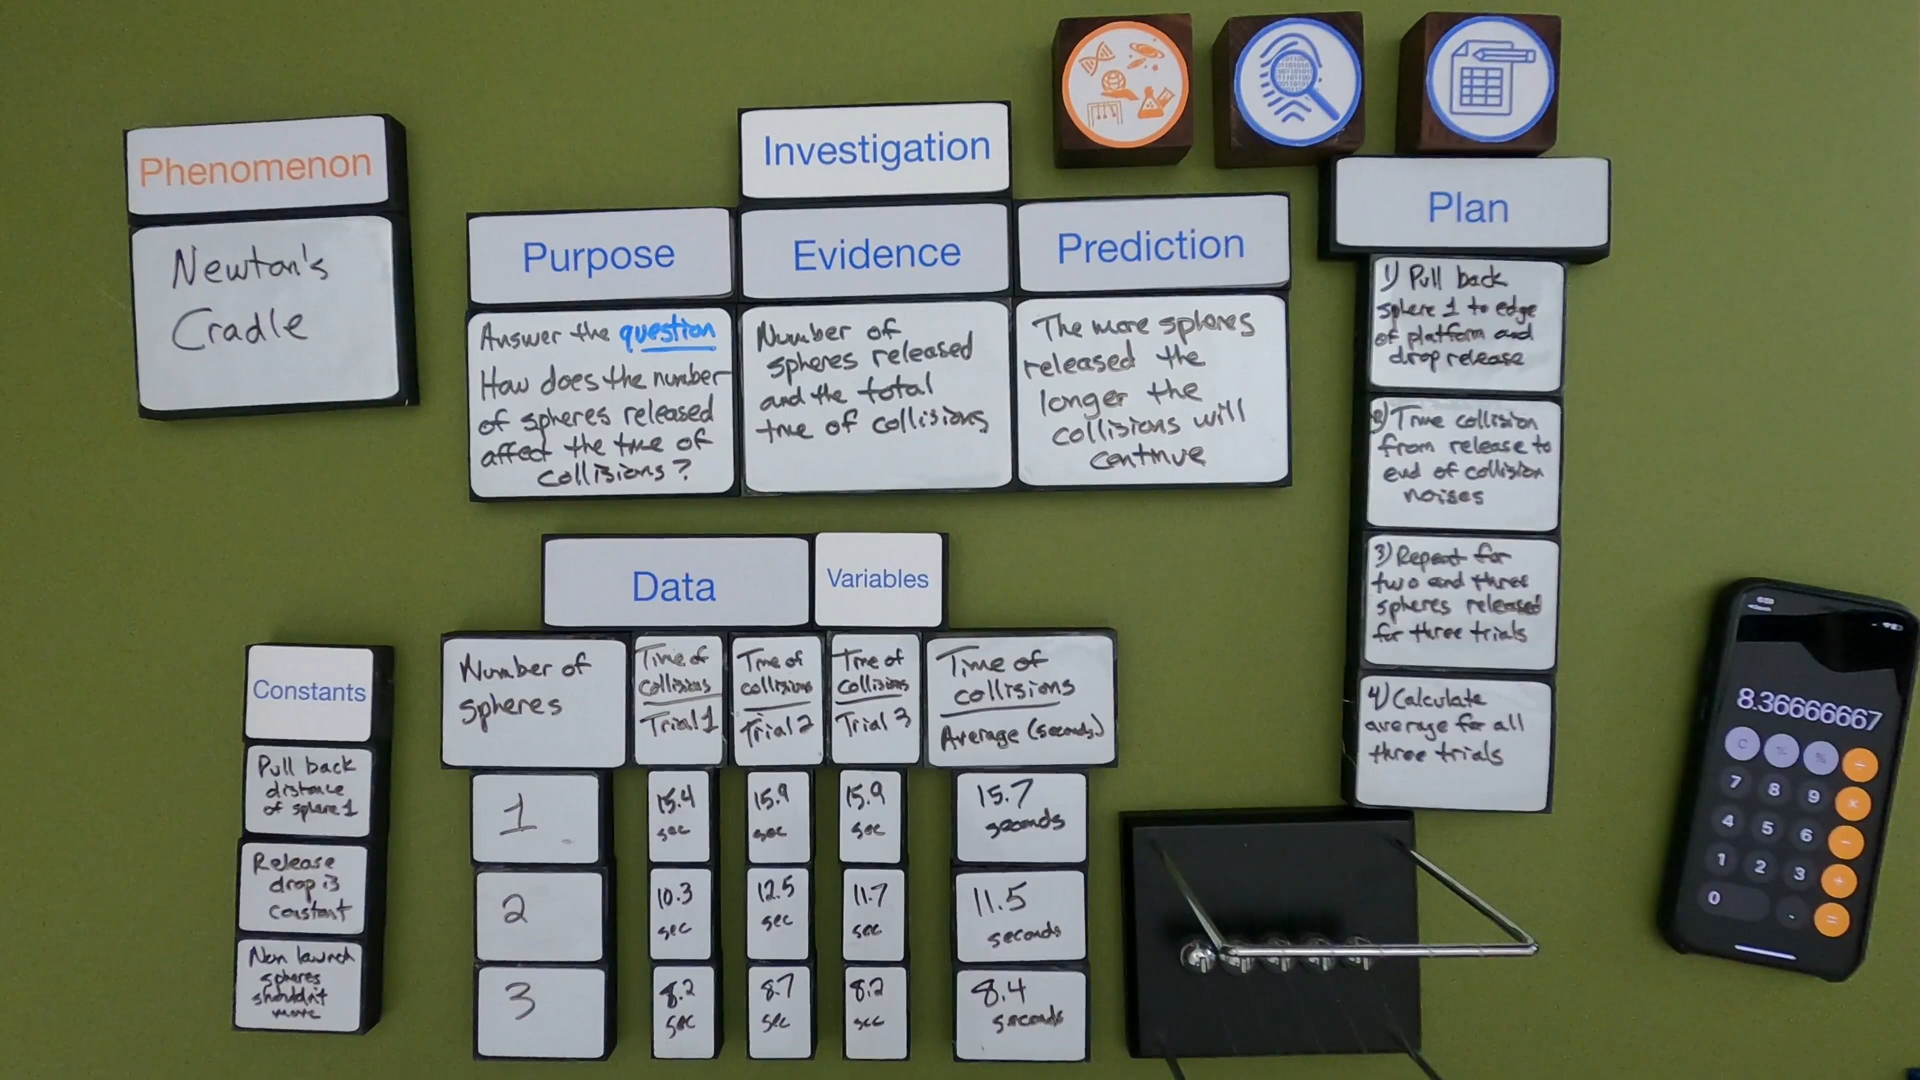 Phenomenon
Newton's
Cradle
Investigation
Purpose
Answer the question
How does the number
of spheres released
affect the time of
collisions?
Evidence
Number of
spheres released
and the total
time of collisions
Prediction
The more spheres
released the
longer the
collisions will
continue
Plan
1) Pull back
sphere 1 to edge
of platform and
drop release
2) Time collision
from release to
end of collision
noises
3) Repeat for
two and three
spheres released
for three trials
4) Calculate
average for all
three trials
Data
Variables
Number of
spheres
Time of
collisions
Trial 1
Time of
collisions
Trial 2
Time of
collisions
Trial 3
Time of
collisions
Average (seconds)
1
15.4
sec
15.9
sec
15.9
sec
15.7
seconds
2
10.3
sec
12.5
sec
11.7
sec
11.5
seconds
3
8.2
sec
8.7
sec
8.2
sec
8.4
seconds
Constants
Pull back
distance
of sphere 1
Release
drop is
constant
Non launch
spheres
shouldn't
move
8.36666667
C
%
÷
7 8 9 ×
4 5 6 −
1 2 3 +
0 . =